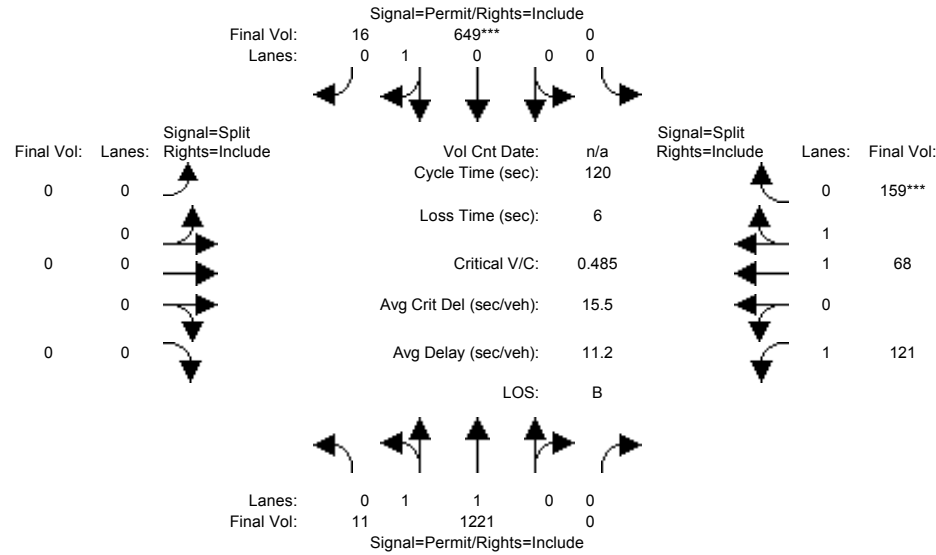 Signal=Permit/Rights=Include
Final Vol: 16 649*** 0
Lanes: 0 1 0 0 0
Signal=Split Signal=Split
Final Vol: Lanes: Rights=Include Vol Cnt Date: n/a Rights=Include Lanes: Final Vol:
Cycle Time (sec): 120
0 0 0 159***
Loss Time (sec): 6
0 1
0 0 Critical V/C: 0.485 1 68
0 Avg Crit Del (sec/veh): 15.5 0
0 0 Avg Delay (sec/veh): 11.2 1 121
LOS: B
Lanes: 0 1 1 0 0
Final Vol: 11 1221 0
Signal=Permit/Rights=Include